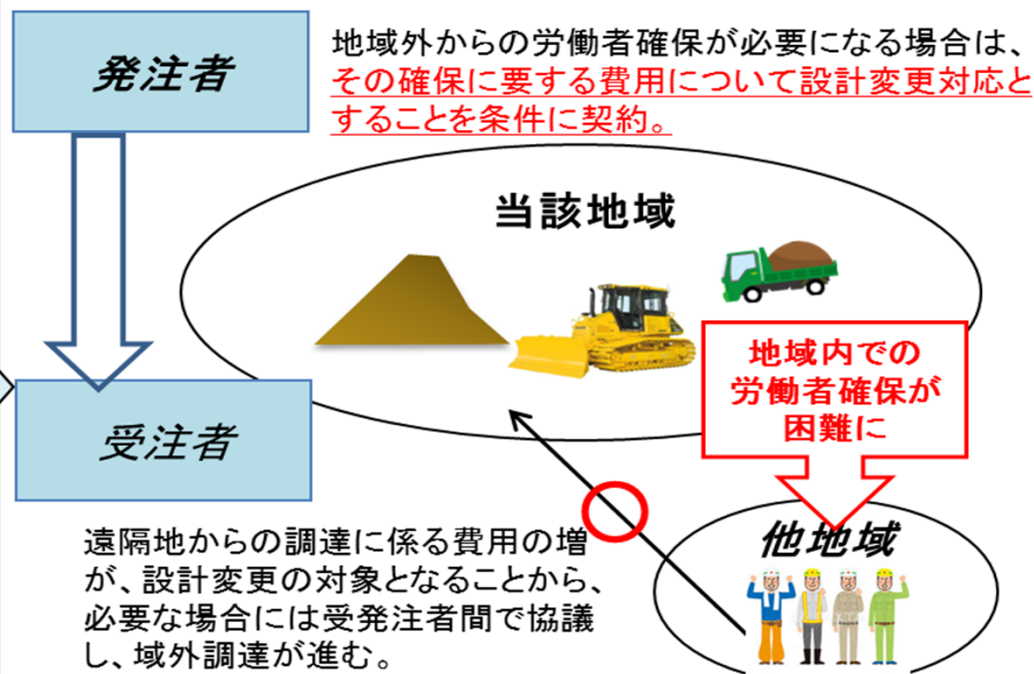 発注者
地域外からの労働者確保が必要になる場合は、
その確保に要する費用について設計変更対応と
することを条件に契約。
当該地域
地域内での
労働者確保が
困難に
受注者
他地域
遠隔地からの調達に係る費用の増
が、設計変更の対象となることから、
必要な場合には受発注者間で協議
し、域外調達が進む。